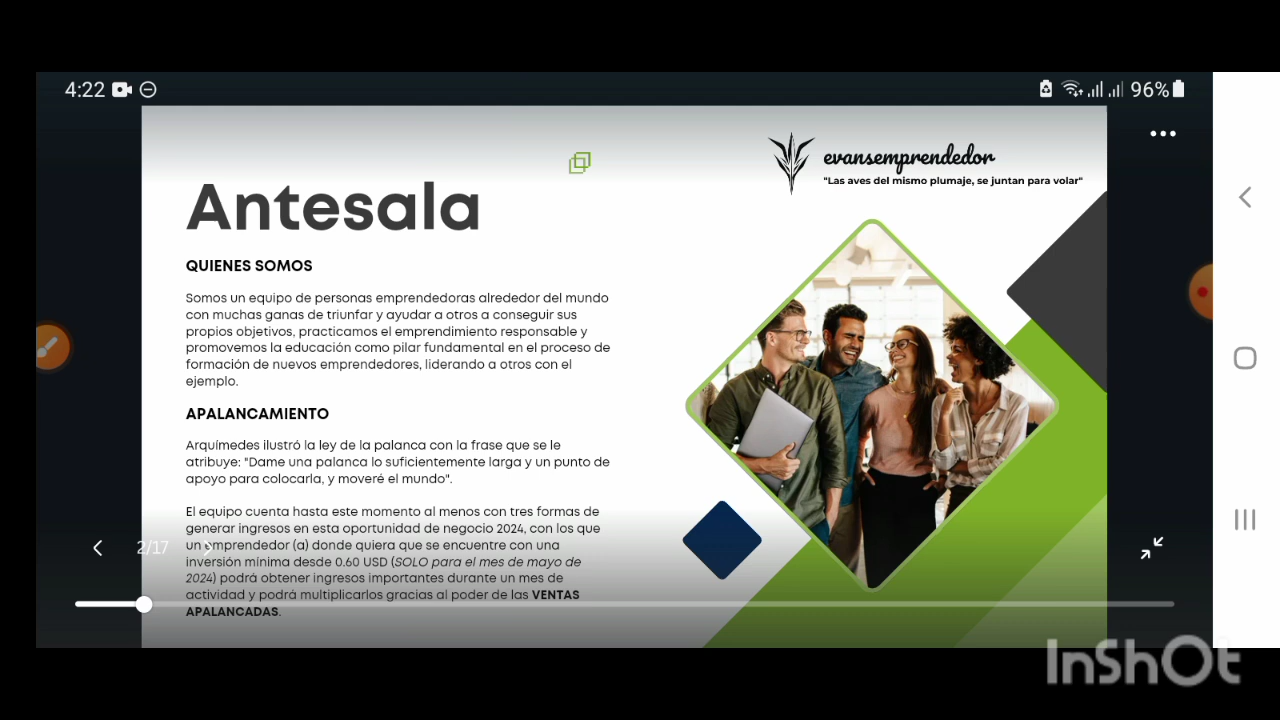 4:22
96%
evansemprendedor
"Las aves del mismo plumaje, se juntan para volar"
Antesala
QUIENES SOMOS
Somos un equipo de personas emprendedoras alrededor del mundo
con muchas ganas de triunfar y ayudar a otros a conseguir sus
propios objetivos, practicamos el emprendimiento responsable y
promovemos la educación como pilar fundamental en el proceso de
formación de nuevos emprendedores, liderando a otros con el
ejemplo.
APALANCAMIENTO
Arquímedes ilustró la ley de la palanca con la frase que se le
atribuye: "Dame una palanca lo suficientemente larga y un punto de
apoyo para colocarla, y moveré el mundo".
El equipo cuenta hasta este momento al menos con tres formas de
generar ingresos en esta oportunidad de negocio 2024, con los que
un emprendedor (a) donde quiera que se encuentre con una
inversión mínima desde 0.60 USD (SOLO para el mes de mayo de
2024) podrá obtener ingresos importantes durante un mes de
actividad y podrá multiplicarlos gracias al poder de las VENTAS
APALANCADAS.
2/17
InShOt